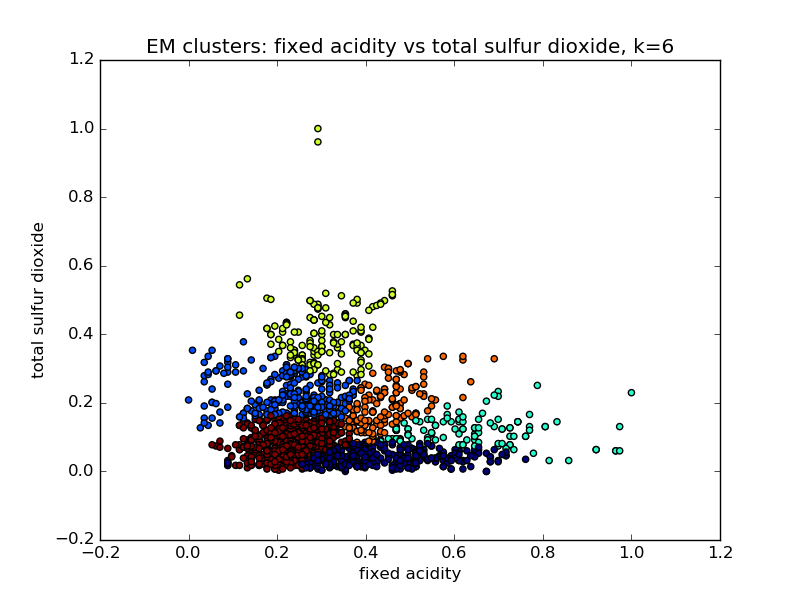 EM clusters: fixed acidity vs total sulfur dioxide, k=6
1.2
1.0
0.8
0.6
0.4
0.2
0.0
−0.2
total sulfur dioxide
−0.2 0.0 0.2 0.4 0.6 0.8 1.0 1.2
fixed acidity